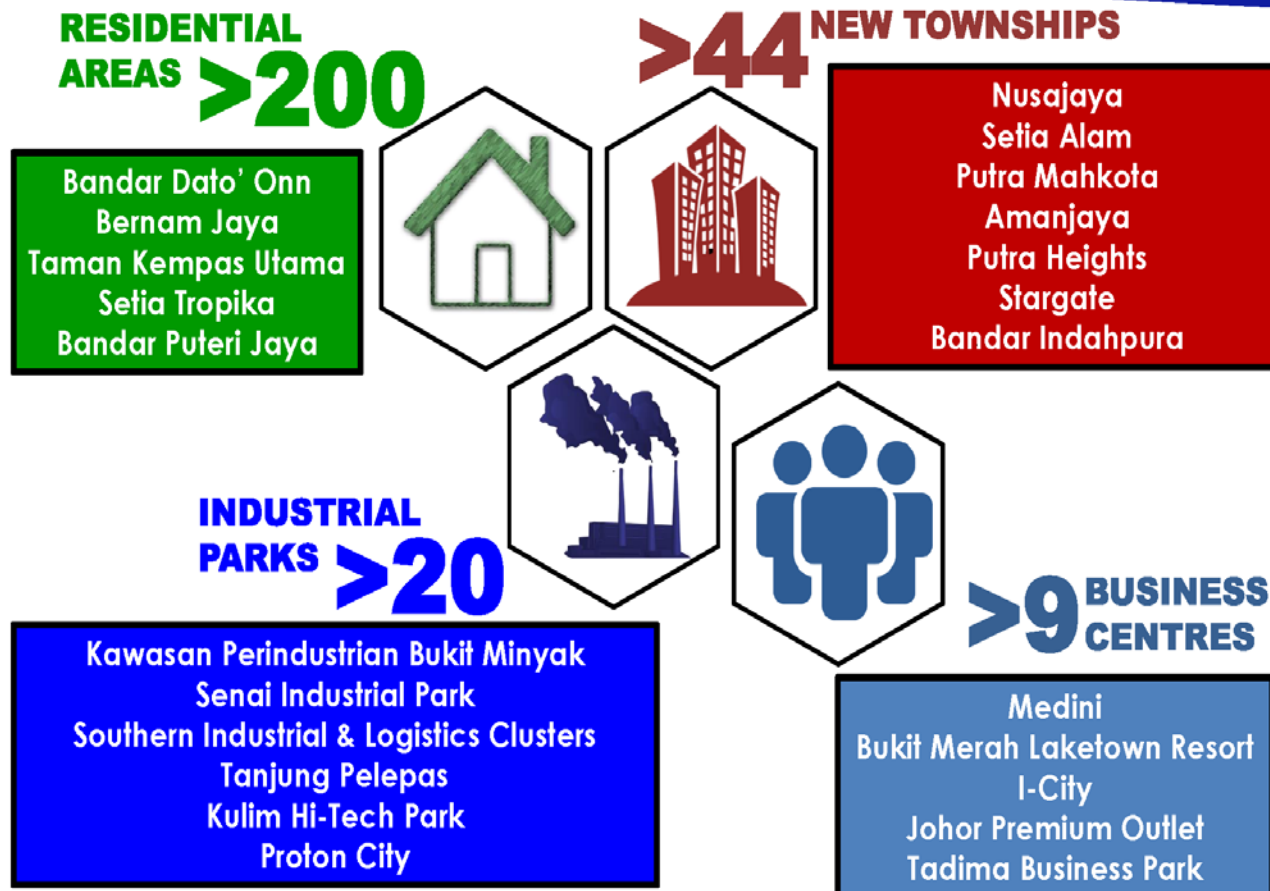 RESIDENTIAL
AREAS >200
Bandar Dato' Onn
Bernam Jaya
Taman Kempas Utama
Setia Tropika
Bandar Puteri Jaya
>44 NEW TOWNSHIPS
Nusajaya
Setia Alam
Putra Mahkota
Amanjaya
Putra Heights
Stargate
Bandar Indahpura
INDUSTRIAL
PARKS >20
Kawasan Perindustrian Bukit Minyak
Senai Industrial Park
Southern Industrial & Logistics Clusters
Tanjung Pelepas
Kulim Hi-Tech Park
Proton City
>9 BUSINESS
CENTRES
Medini
Bukit Merah Laketown Resort
I-City
Johor Premium Outlet
Tadima Business Park